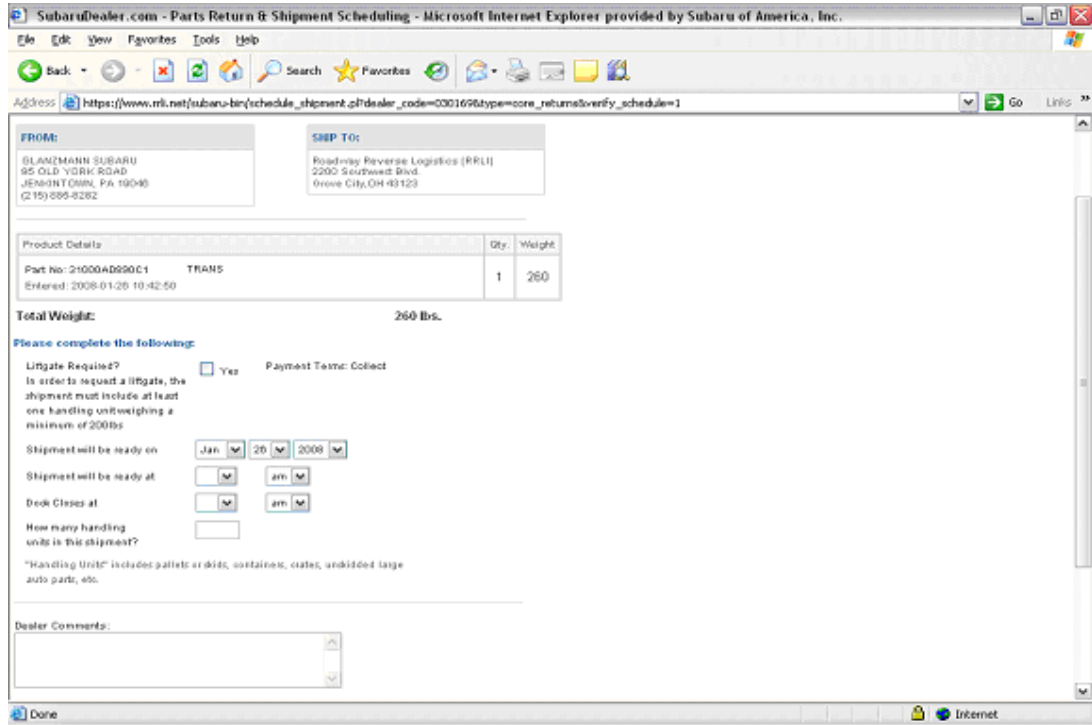 SubaruDealer.com - Parts Return & Shipment Scheduling - Microsoft Internet Explorer provided by Subaru of America, Inc.
File Edit View Favorites Tools Help
Back Search Favorites
Address https://www.rrli.net/subaru-bin/schedule_shipment.pl?dealer_code=030169&type=core_returns&verify_schedule=1 Go Links »
FROM: SHIP TO:
GLANZMANN SUBARU
95 OLD YORK ROAD
JENKINTOWN, PA 19046
(215) 886-8282
Roadway Reverse Logistics (RRLI)
2200 Southwest Blvd.
Grove City, OH 43123
Product Details Qty. Weight
Part No: TRANS
Entered: 2008-01-26 10:42:50
1 260
Total Weight: 260 lbs.
Please complete the following:
Liftgate Required? Yes Payment Terms: Collect
In order to request a liftgate, the
shipment must include at least
one handling unit weighing a
minimum of 200lbs
Shipment will be ready on Jan 26 2008
Shipment will be ready at am
Dock Closes at am
How many handling
units in this shipment?
"Handling Units" includes pallets or skids, containers, crates, unskidded large
auto parts, etc.
Dealer Comments:
Done Internet